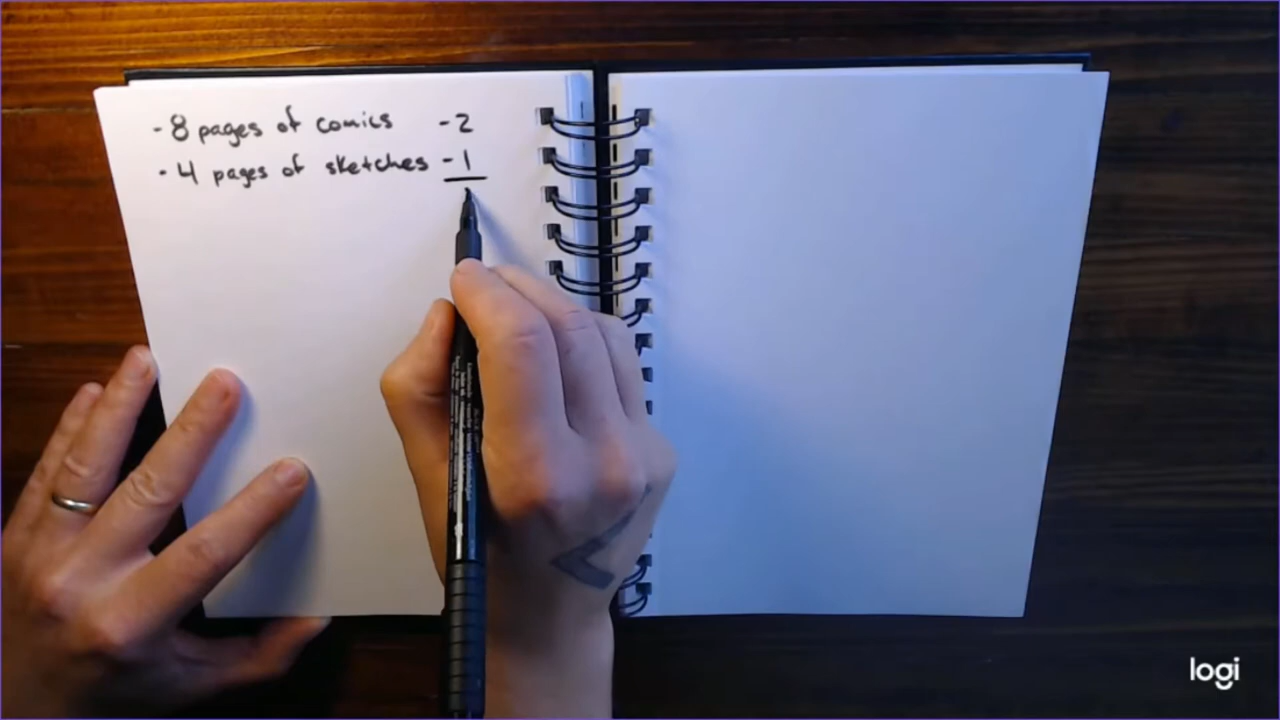 - 8 pages of comics - 2
- 4 pages of sketches - 1
logi